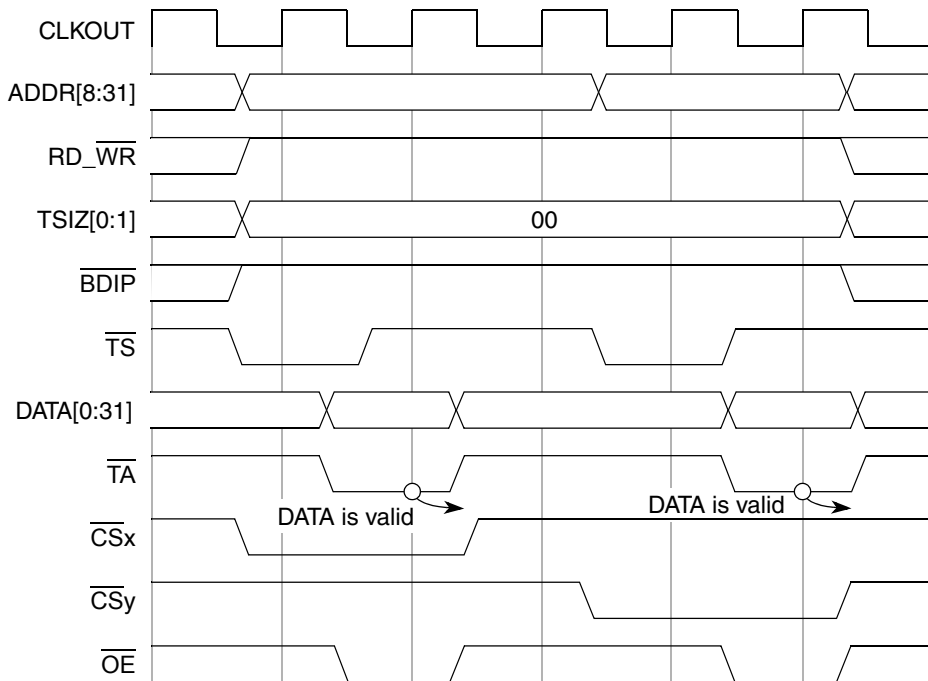 CLKOUT
ADDR[8:31]
RD_WR
TSIZ[0:1]
00
BDIP
TS
DATA[0:31]
TA
DATA is valid
DATA is valid
CSx
CSy
OE